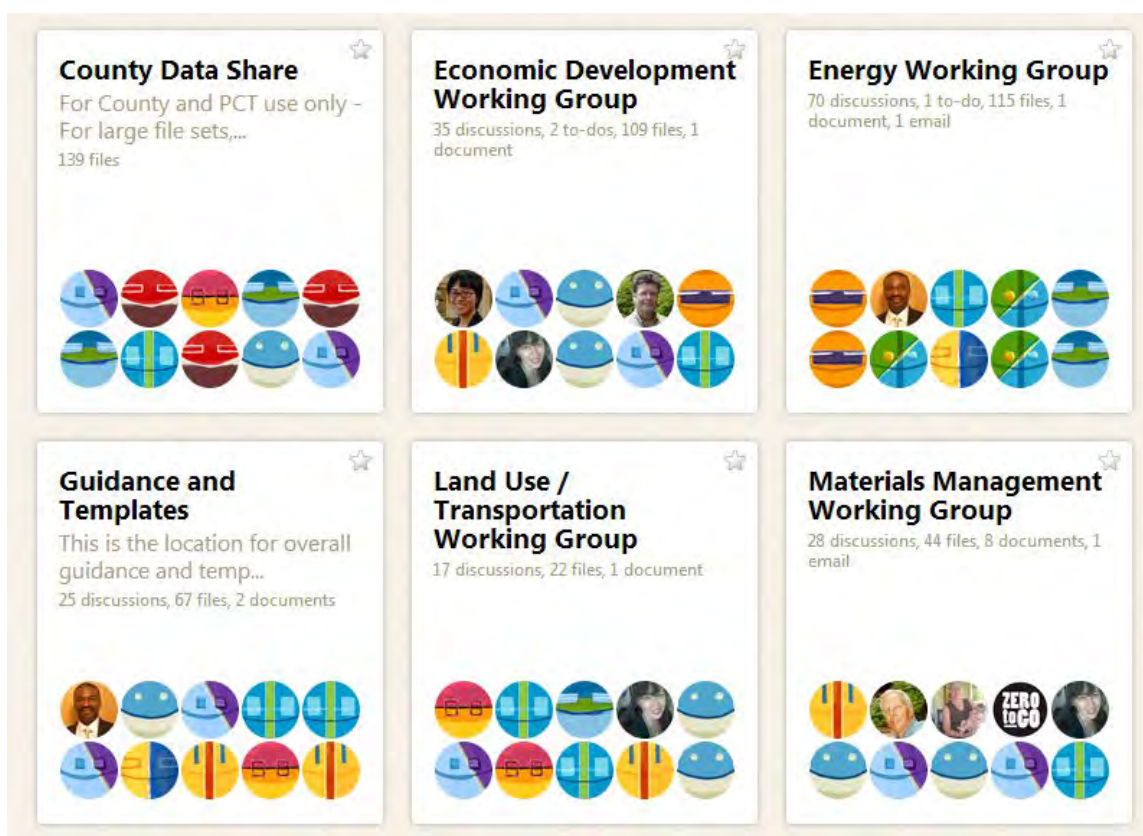 County Data Share
For County and PCT use only -
For large file sets,...
139 files
Economic Development
Working Group
35 discussions, 2 to-dos, 109 files, 1
document
Energy Working Group
70 discussions, 1 to-do, 115 files, 1
document, 1 email
Guidance and
Templates
This is the location for overall
guidance and temp...
25 discussions, 67 files, 2 documents
Land Use /
Transportation
Working Group
17 discussions, 22 files, 1 document
Materials Management
Working Group
28 discussions, 44 files, 8 documents, 1
email
ZERO
to GO